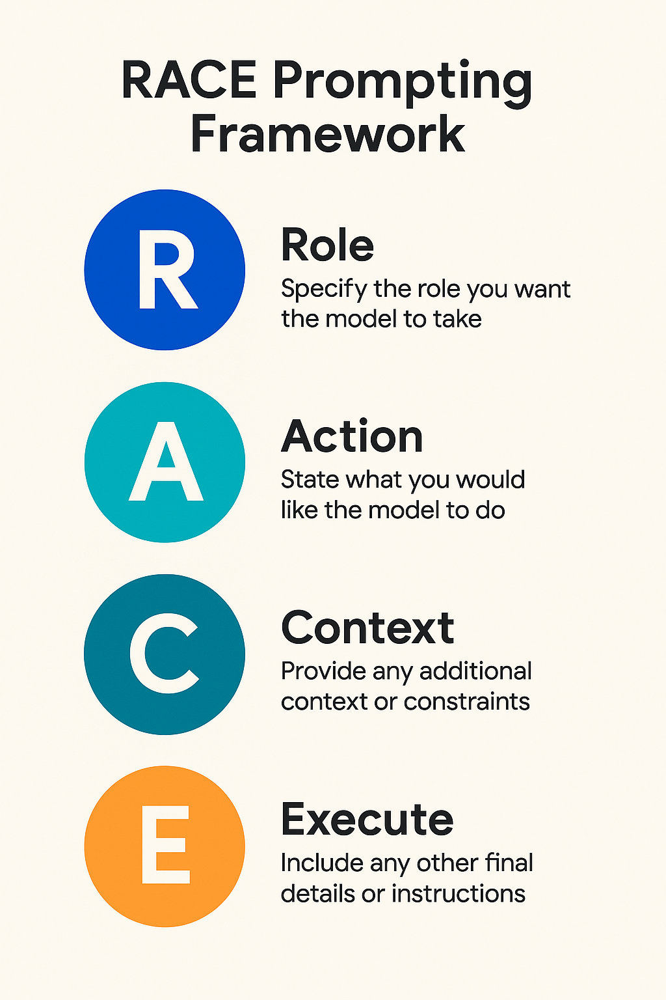 RACE Prompting
Framework
R
Role
Specify the role you want
the model to take
A
Action
State what you would
like the model to do
C
Context
Provide any additional
context or constraints
E
Execute
Include any other final
details or instructions